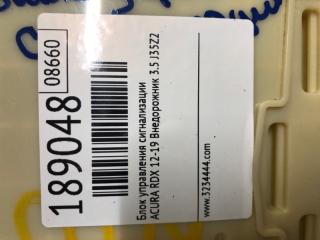 189048
08660
Блок управления сигнализации
ACURA RDX 12-19 Внедорожник 3.5 J35Z2
www.3234444.com